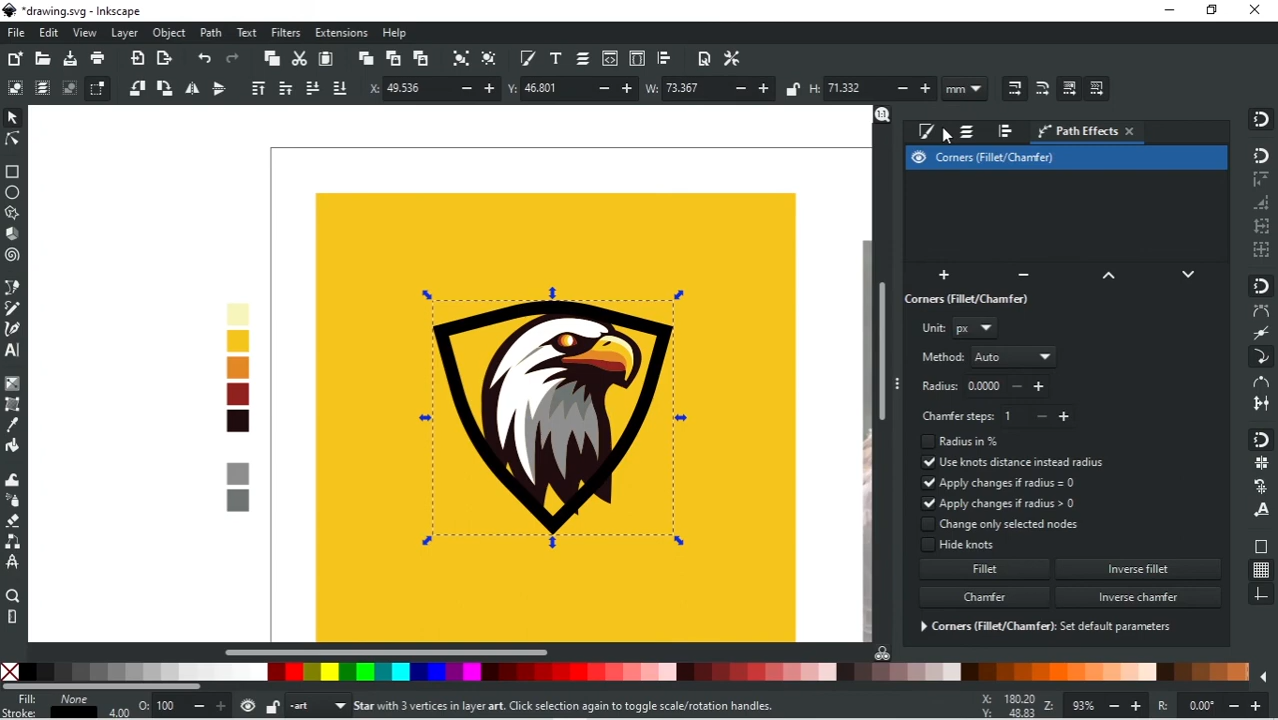 *drawing.svg - Inkscape
File Edit View Layer Object Path Text Filters Extensions Help
X: 49.536 Y: 46.801 W: 73.367 H: 71.332 mm
Path Effects
Corners (Fillet/Chamfer)
Corners (Fillet/Chamfer)
Unit: px
Method: Auto
Radius: 0.0000
Chamfer steps: 1
Radius in %
Use knots distance instead radius
Apply changes if radius = 0
Apply changes if radius > 0
Change only selected nodes
Hide knots
Fillet Inverse fillet
Chamfer Inverse chamfer
Corners (Fillet/Chamfer): Set default parameters
Fill: None
Stroke: 4.00
O: 100 -art Star with 3 vertices in layer art. Click selection again to toggle scale/rotation handles.
X: 180.20
Y: 48.83
Z: 93% R: 0.00°